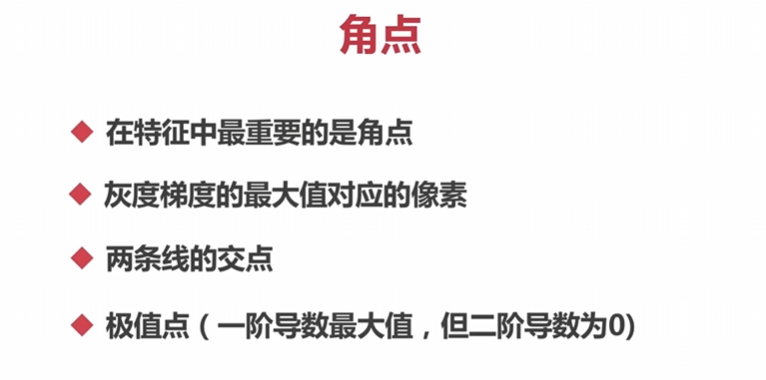 角点
在特征中最重要的是角点
灰度梯度的最大值对应的像素
两条线的交点
极值点（一阶导数最大值，但二阶导数为0)